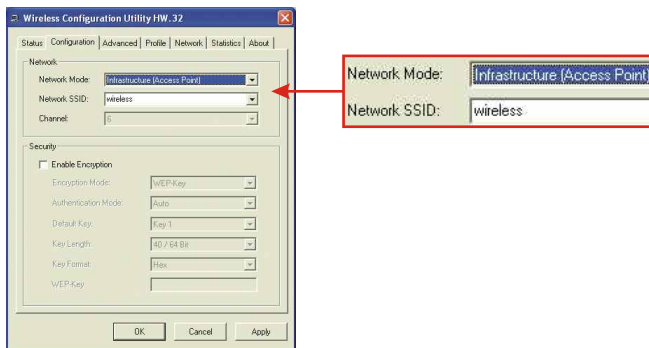 Wireless Configuration Utility HW.32
Status Configuration Advanced Profile Network Statistics About
Network
Network Mode: Infrastructure (Access Point)
Network SSID: wireless
Channel: 6
Security
Enable Encryption
Encryption Mode: WEP-Key
Authentication Mode: Auto
Default Key: Key 1
Key Length: 40 / 64 Bit
Key Format: Hex
WEP-Key
OK Cancel Apply
Network Mode: Infrastructure (Access Point)
Network SSID: wireless